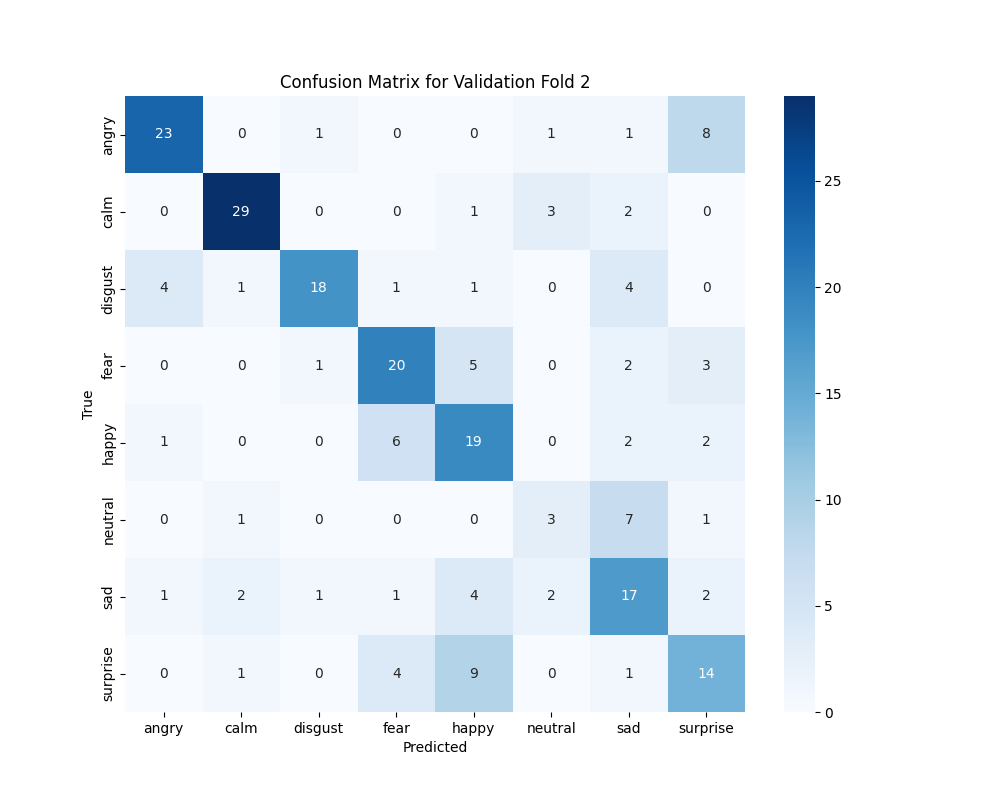 Confusion Matrix for Validation Fold 2
angry 23 0 1 0 0 1 1 8
calm 0 29 0 0 1 3 2 0
disgust 4 1 18 1 1 0 4 0
fear 0 0 1 20 5 0 2 3
happy 1 0 0 6 19 0 2 2
neutral 0 1 0 0 0 3 7 1
sad 1 2 1 1 4 2 17 2
surprise 0 1 0 4 9 0 1 14
angry calm disgust fear happy neutral sad surprise
Predicted
True
25
20
15
10
5
0